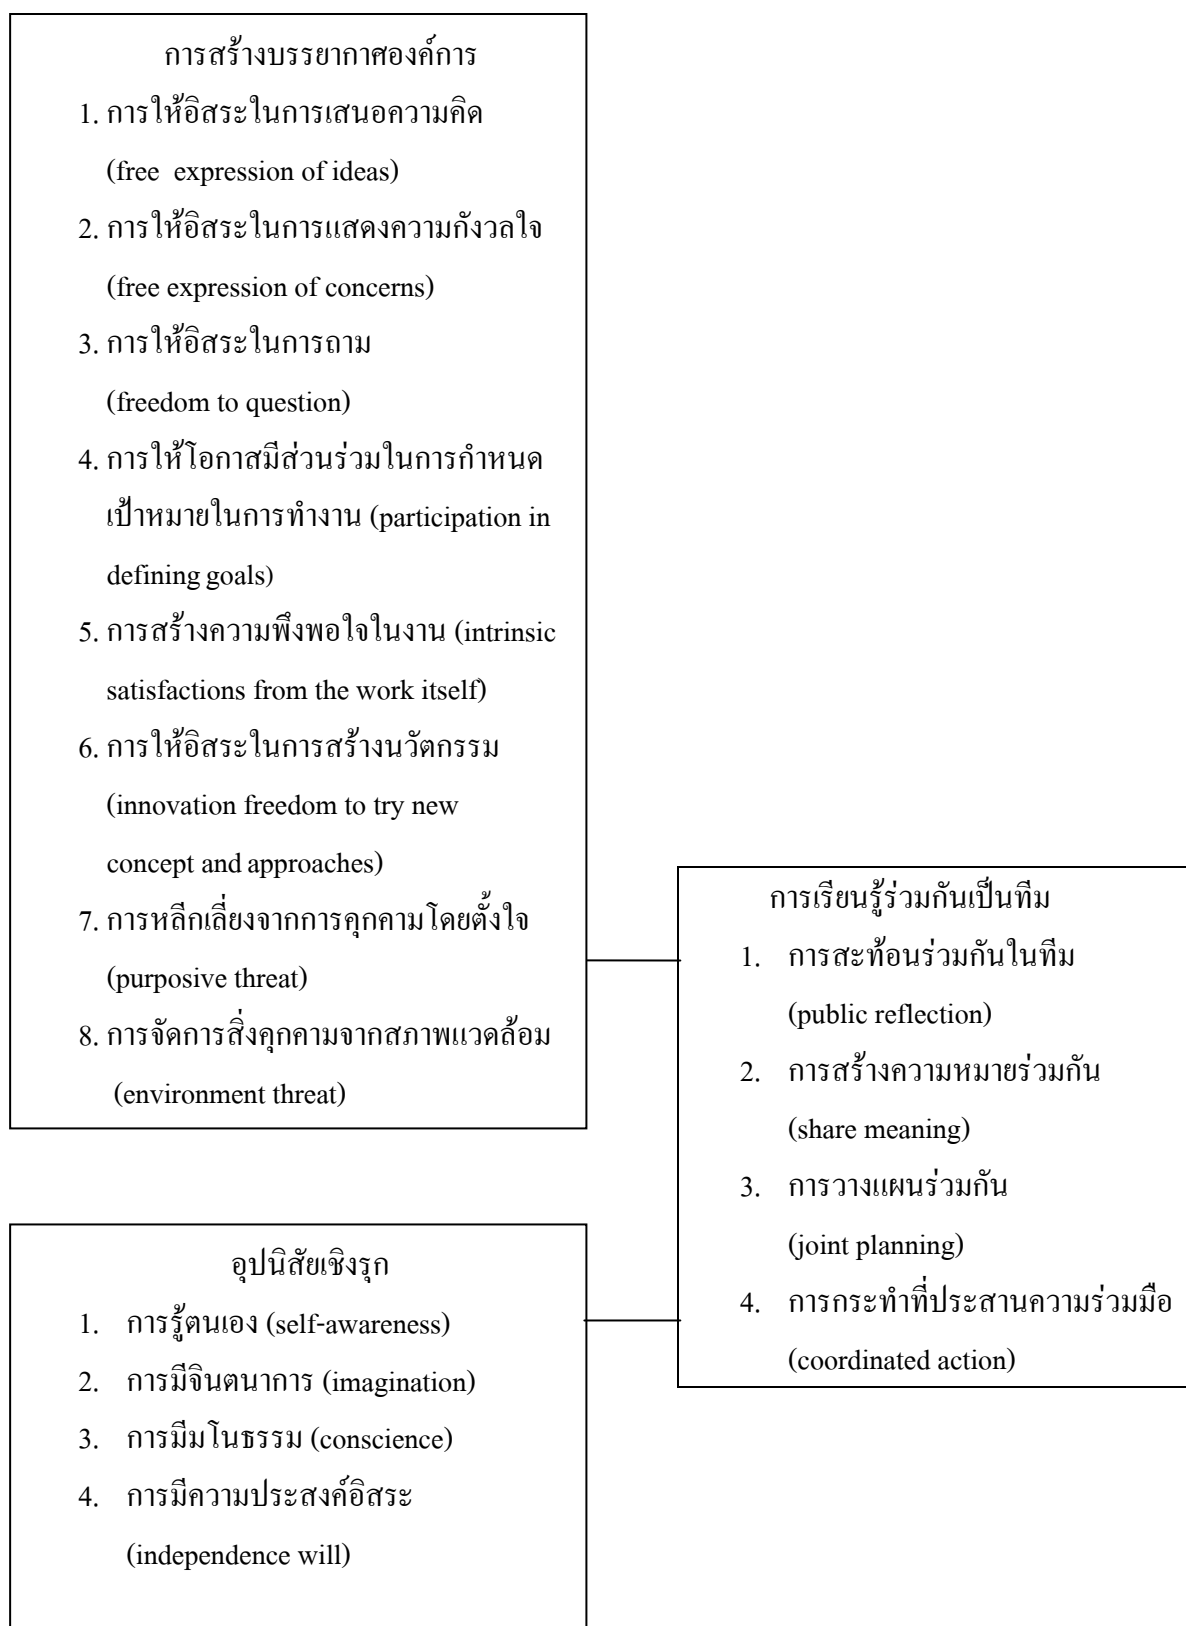 การสร้างบรรยากาศองค์การ
1. การให้อิสระในการเสนอความคิด
(free expression of ideas)
2. การให้อิสระในการแสดงความกังวลใจ
(free expression of concerns)
3. การให้อิสระในการถาม
(freedom to question)
4. การให้โอกาสมีส่วนร่วมในการกำหนด
เป้าหมายในการทำงาน (participation in
defining goals)
5. การสร้างความพึงพอใจในงาน (intrinsic
satisfactions from the work itself)
6. การให้อิสระในการสร้างนวัตกรรม
(innovation freedom to try new
concept and approaches)
7. การหลีกเลี่ยงจากการคุกคามโดยตั้งใจ
(purposive threat)
8. การจัดการสิ่งคุกคามจากสภาพแวดล้อม
(environment threat)
การเรียนรู้ร่วมกันเป็นทีม
1. การสะท้อนร่วมกันในทีม
(public reflection)
2. การสร้างความหมายร่วมกัน
(share meaning)
3. การวางแผนร่วมกัน
(joint planning)
4. การกระทำที่ประสานความร่วมมือ
(coordinated action)
อุปนิสัยเชิงรุก
1. การรู้ตนเอง (self-awareness)
2. การมีจินตนาการ (imagination)
3. การมีมโนธรรม (conscience)
4. การมีความประสงค์อิสระ
(independence will)